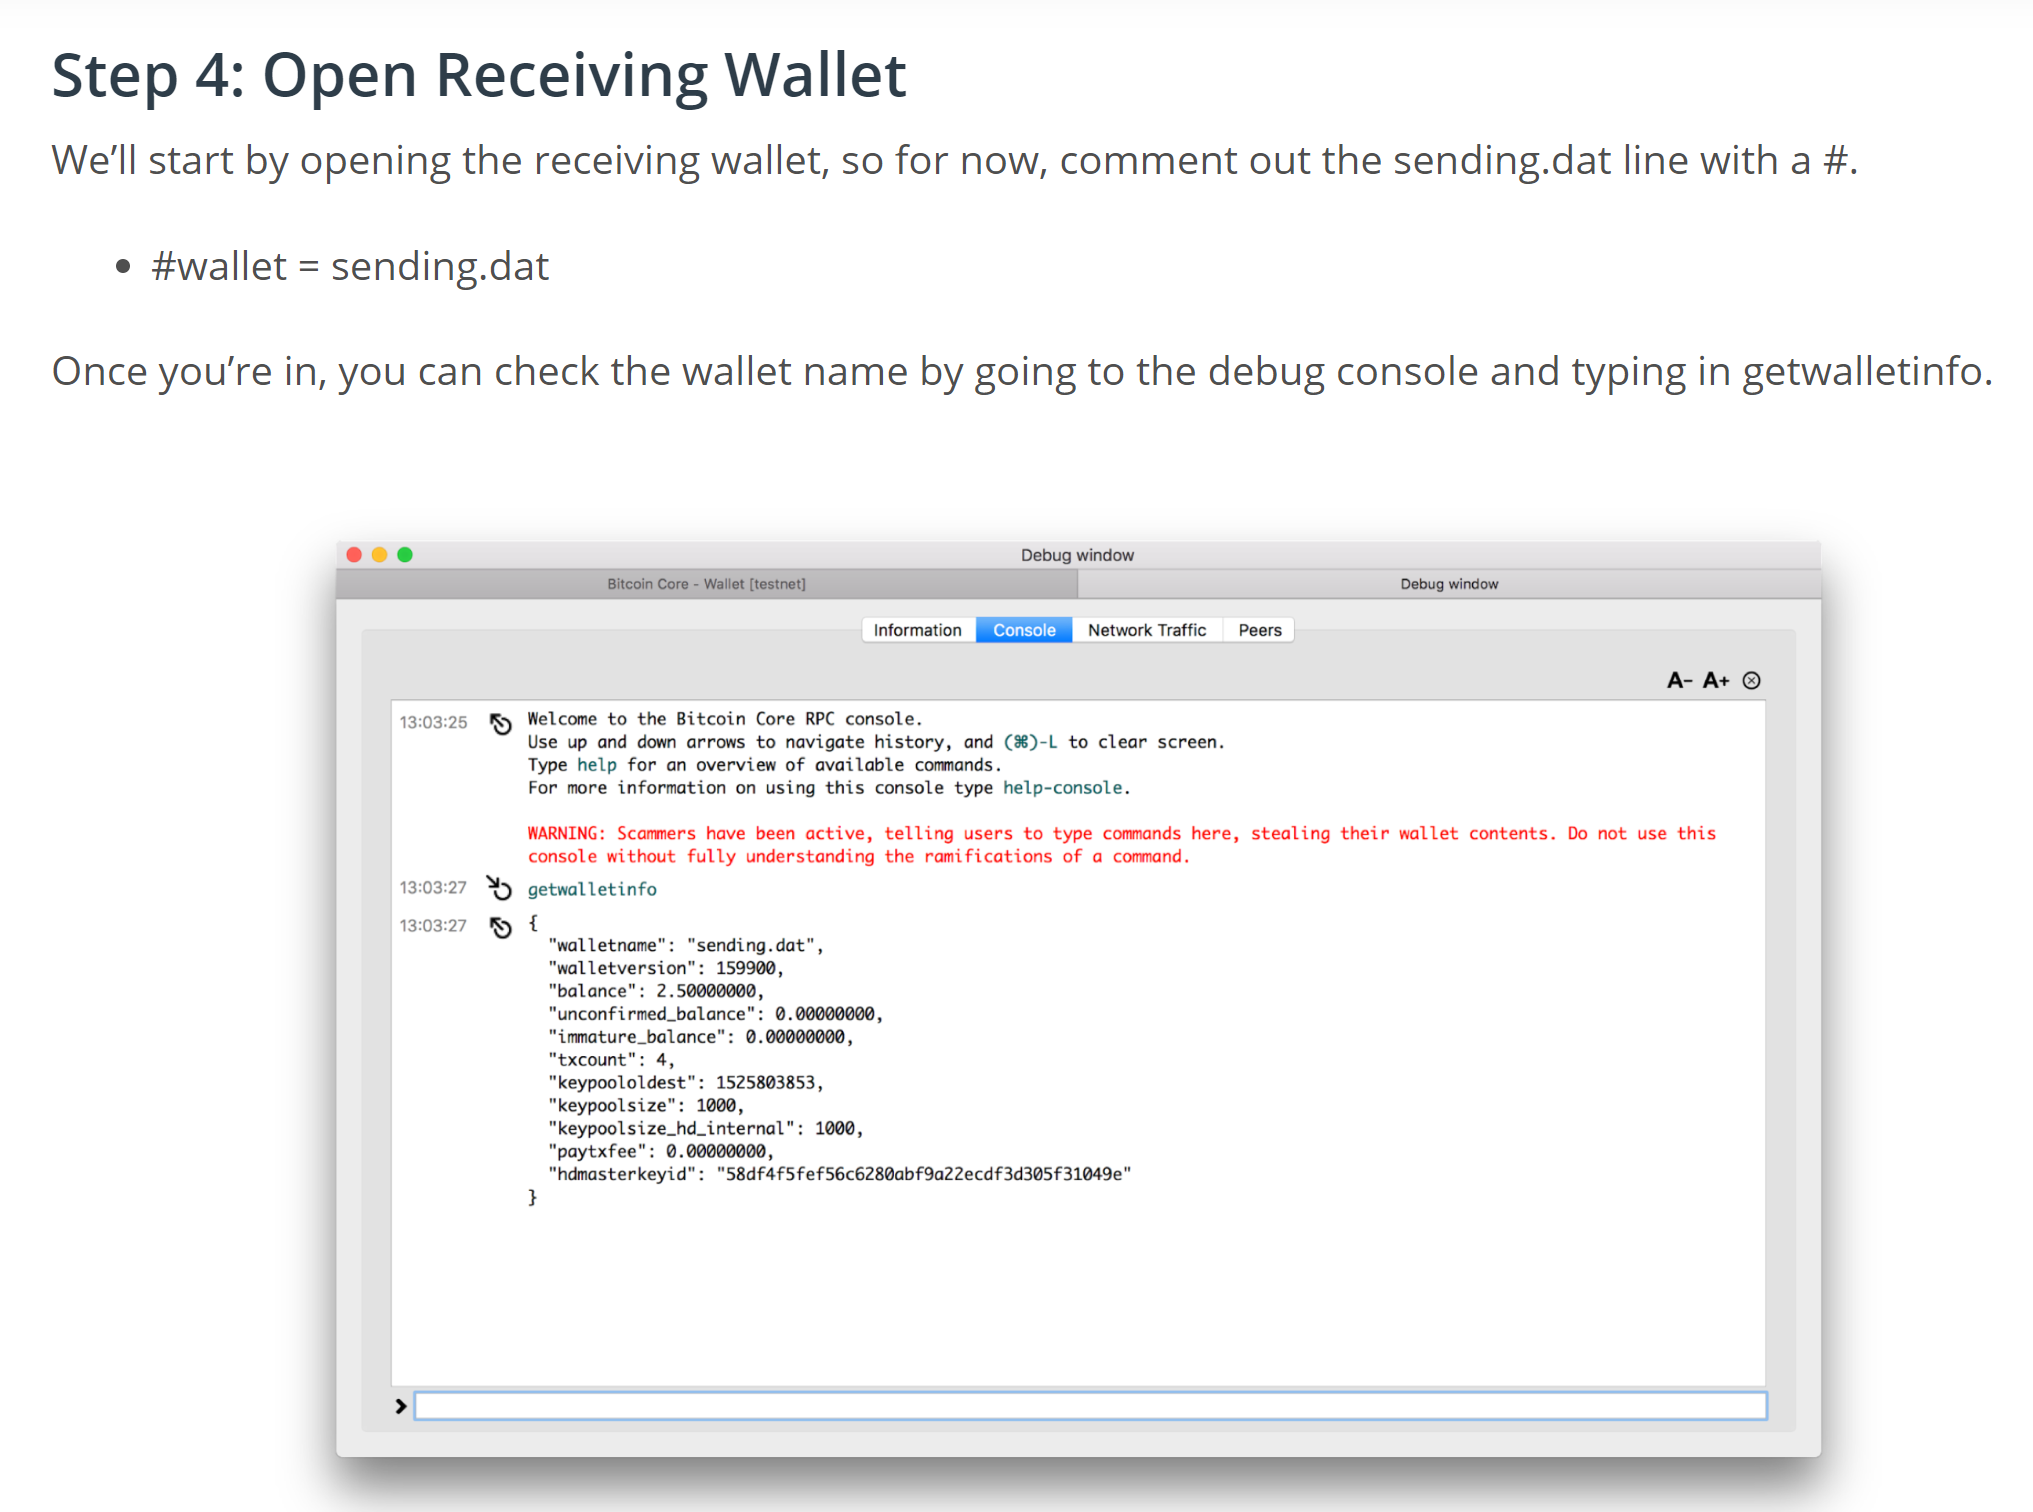 Step 4: Open Receiving Wallet
We’ll start by opening the receiving wallet, so for now, comment out the sending.dat line with a #.
• #wallet = sending.dat
Once you’re in, you can check the wallet name by going to the debug console and typing in getwalletinfo.
Debug window
Bitcoin Core - Wallet [testnet] Debug window
Information Console Network Traffic Peers
A- A+
13:03:25 Welcome to the Bitcoin Core RPC console.
Use up and down arrows to navigate history, and (⌘)-L to clear screen.
Type help for an overview of available commands.
For more information on using this console type help-console.
WARNING: Scammers have been active, telling users to type commands here, stealing their wallet contents. Do not use this
console without fully understanding the ramifications of a command.
13:03:27 getwalletinfo
13:03:27 {
"walletname": "sending.dat",
"walletversion": 159900,
"balance": 2.50000000,
"unconfirmed_balance": 0.00000000,
"immature_balance": 0.00000000,
"txcount": 4,
"keypoololdest": 1525803853,
"keypoolsize": 1000,
"keypoolsize_hd_internal": 1000,
"paytxfee": 0.00000000,
"hdmasterkeyid": "58df4f5fef56c6280abf9a22ecdf3d305f31049e"
}